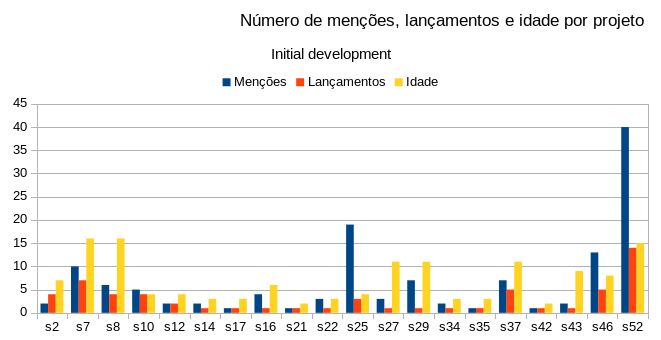 Número de menções, lançamentos e idade por projeto
Initial development
Menções Lançamentos Idade
45
40
35
30
25
20
15
10
5
0
s2 s7 s8 s10 s12 s14 s17 s16 s21 s22 s25 s27 s29 s34 s35 s37 s42 s43 s46 s52